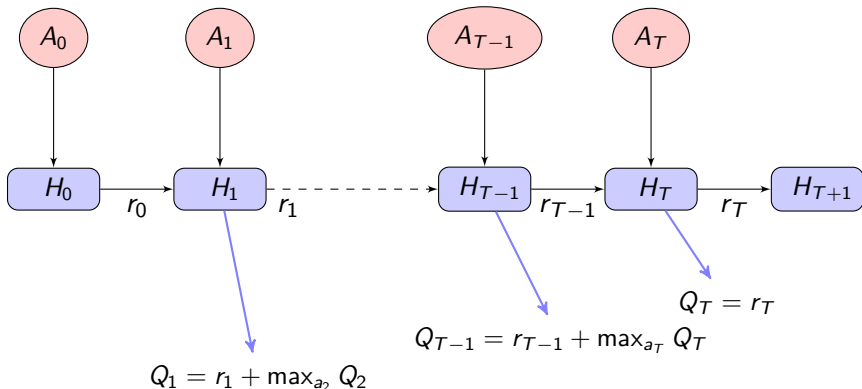 A_0 A_1 A_{T−1} A_T
H_0 H_1 H_{T−1} H_T H_{T+1}
r_0 r_1 r_{T−1} r_T
Q_T = r_T
Q_{T−1} = r_{T−1} + max_{a_T} Q_T
Q_1 = r_1 + max_{a_2} Q_2